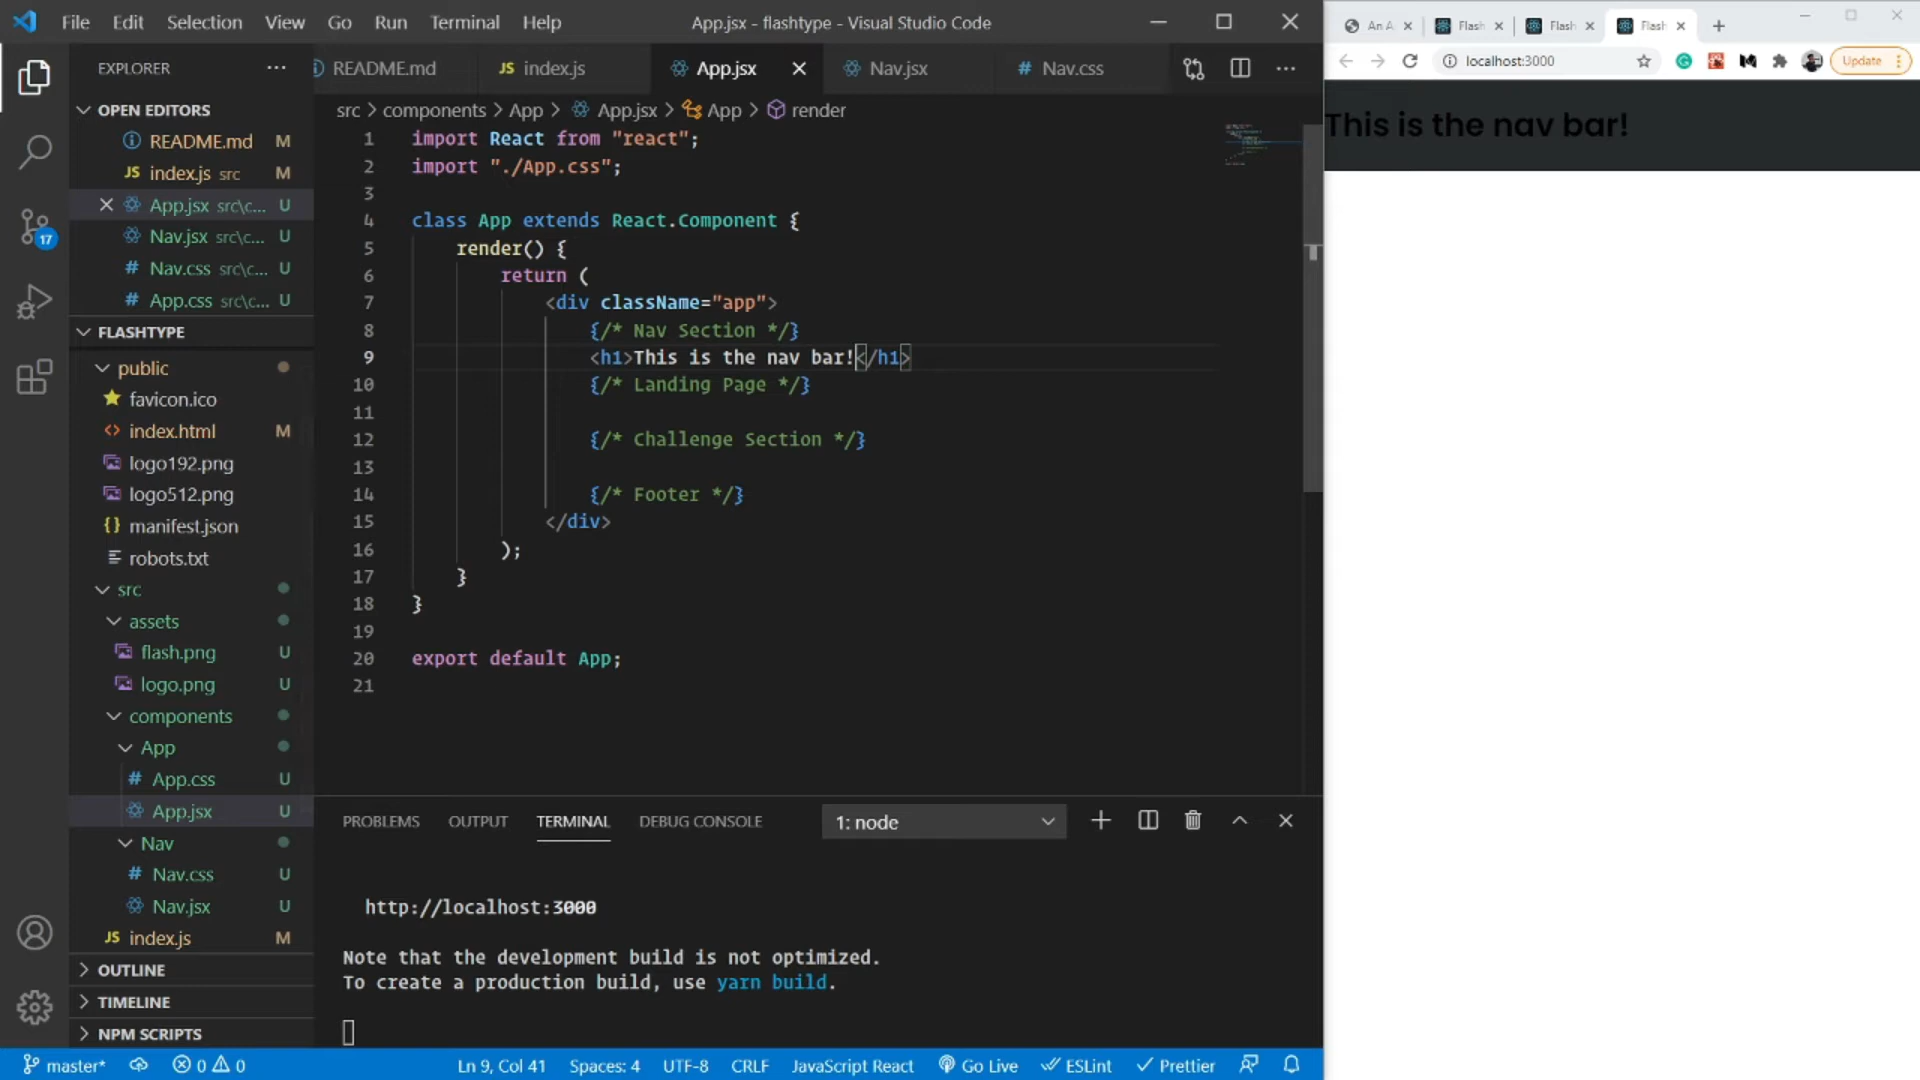 File Edit Selection View Go Run Terminal Help
App.jsx - flashtype - Visual Studio Code
EXPLORER
OPEN EDITORS
README.md M
index.js src M
App.jsx src\c... U
Nav.jsx src\c... U
Nav.css src\c... U
App.css src\c... U
FLASHTYPE
public
favicon.ico
index.html M
logo192.png
logo512.png
manifest.json
robots.txt
src
assets
flash.png U
logo.png U
components
App
App.css U
App.jsx U
Nav
Nav.css U
Nav.jsx U
index.js M
OUTLINE
TIMELINE
NPM SCRIPTS
README.md
index.js
App.jsx
Nav.jsx
Nav.css
src > components > App > App.jsx > App > render
1 import React from "react";
2 import "./App.css";
3
4 class App extends React.Component {
5 render() {
6 return (
7 <div className="app">
8 {/* Nav Section */}
9 <h1>This is the nav bar!</h1>
10 {/* Landing Page */}
11
12 {/* Challenge Section */}
13
14 {/* Footer */}
15 </div>
16 );
17 }
18 }
19
20 export default App;
21
PROBLEMS OUTPUT TERMINAL DEBUG CONSOLE
1: node
http://localhost:3000
Note that the development build is not optimized.
To create a production build, use yarn build.
17
master* 0 0
Ln 9, Col 41 Spaces: 4 UTF-8 CRLF JavaScript React Go Live ESLint Prettier
An A
Flash
Flash
Flash
localhost:3000
Update
This is the nav bar!